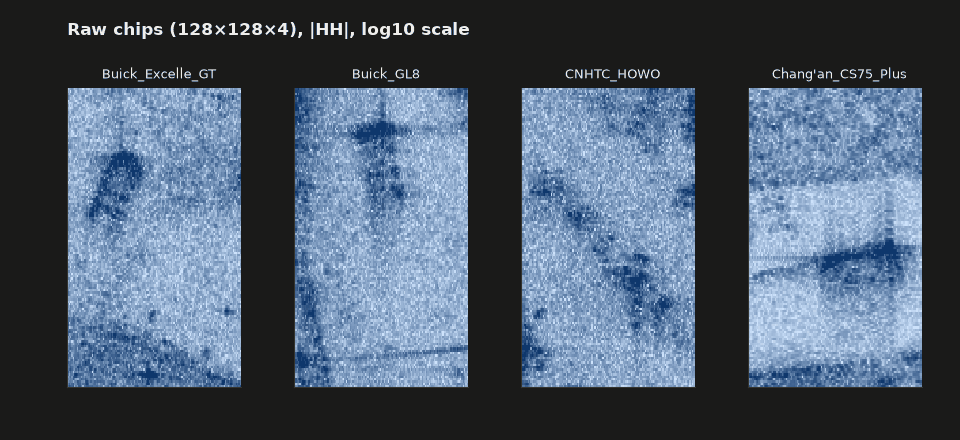 Raw chips (128×128×4), |HH|, log10 scale
Buick_Excelle_GT
Buick_GL8
CNHTC_HOWO
Chang'an_CS75_Plus